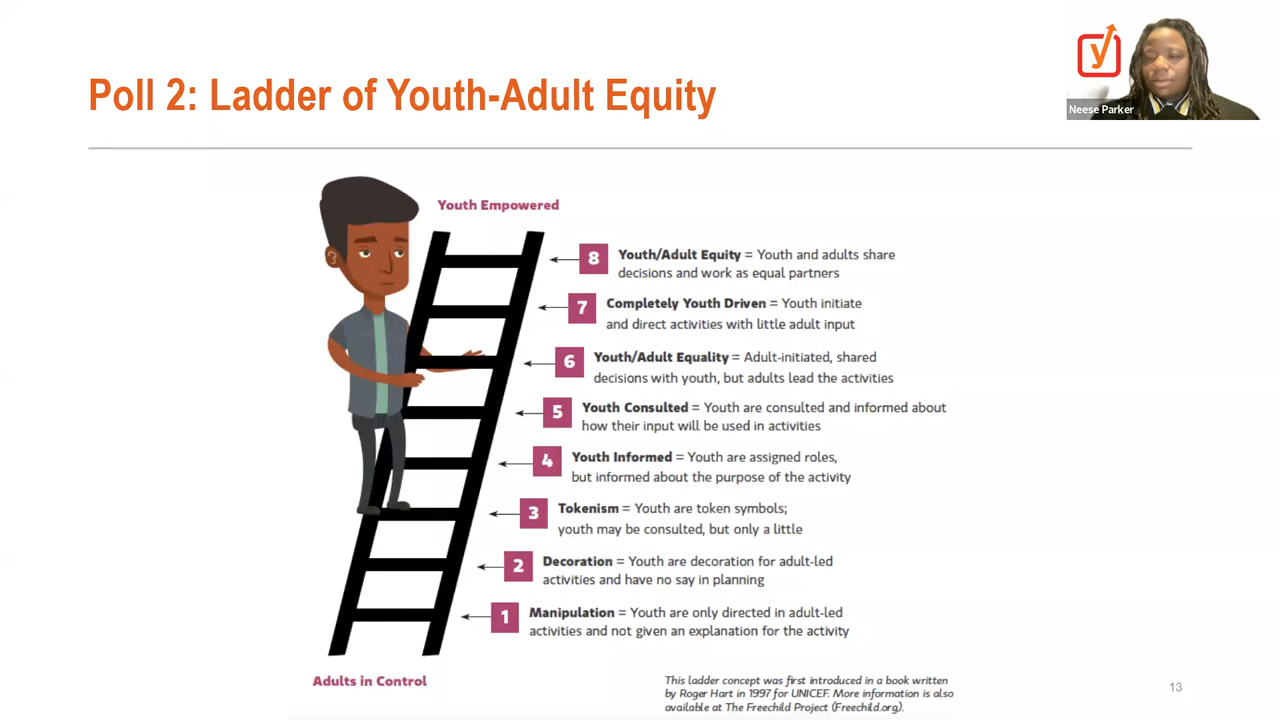 Poll 2: Ladder of Youth-Adult Equity
y
Neese Parker
Youth Empowered
8 Youth/Adult Equity = Youth and adults share
decisions and work as equal partners
7 Completely Youth Driven = Youth initiate
and direct activities with little adult input
6 Youth/Adult Equality = Adult-initiated, shared
decisions with youth, but adults lead the activities
5 Youth Consulted = Youth are consulted and informed about
how their input will be used in activities
4 Youth Informed = Youth are assigned roles,
but informed about the purpose of the activity
3 Tokenism = Youth are token symbols;
youth may be consulted, but only a little
2 Decoration = Youth are decoration for adult-led
activities and have no say in planning
1 Manipulation = Youth are only directed in adult-led
activities and not given an explanation for the activity
Adults in Control
This ladder concept was first introduced in a book written
by Roger Hart in 1997 for UNICEF. More information is also
available at The Freechild Project (Freechild.org).
13